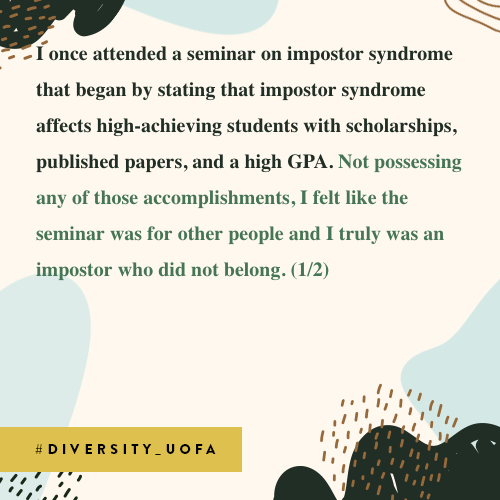 I once attended a seminar on impostor syndrome
that began by stating that impostor syndrome
affects high-achieving students with scholarships,
published papers, and a high GPA. Not possessing
any of those accomplishments, I felt like the
seminar was for other people and I truly was an
impostor who did not belong. (1/2)
#DIVERSITY_UOFA